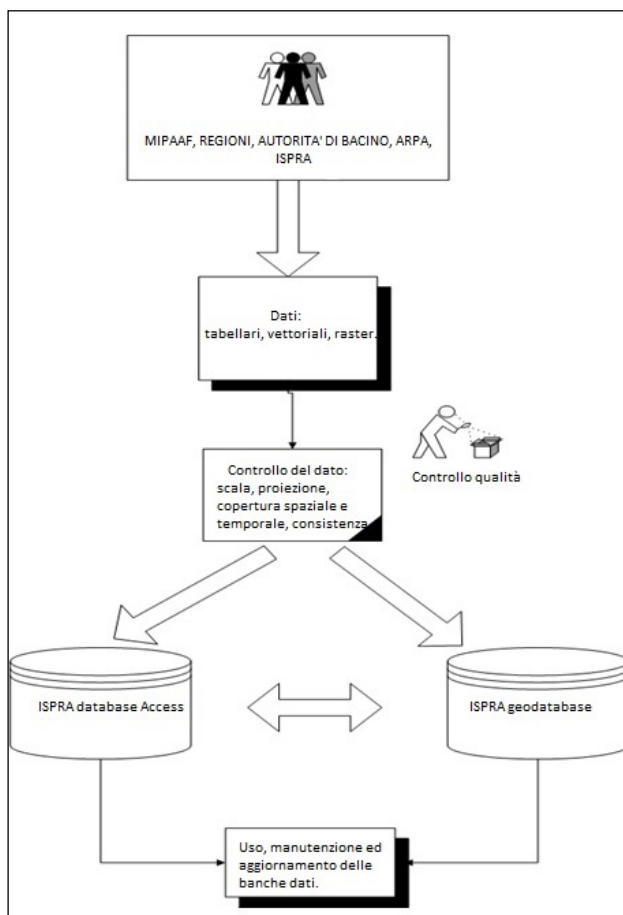 MIPAAF, REGIONI, AUTORITA' DI BACINO, ARPA,
ISPRA
Dati:
tabellari, vettoriali, raster.
Controllo del dato:
scala, proiezione,
copertura spaziale e
temporale, consistenza
Controllo qualità
ISPRA database Access
ISPRA geodatabase
Uso, manutenzione ed
aggiornamento delle
banche dati.